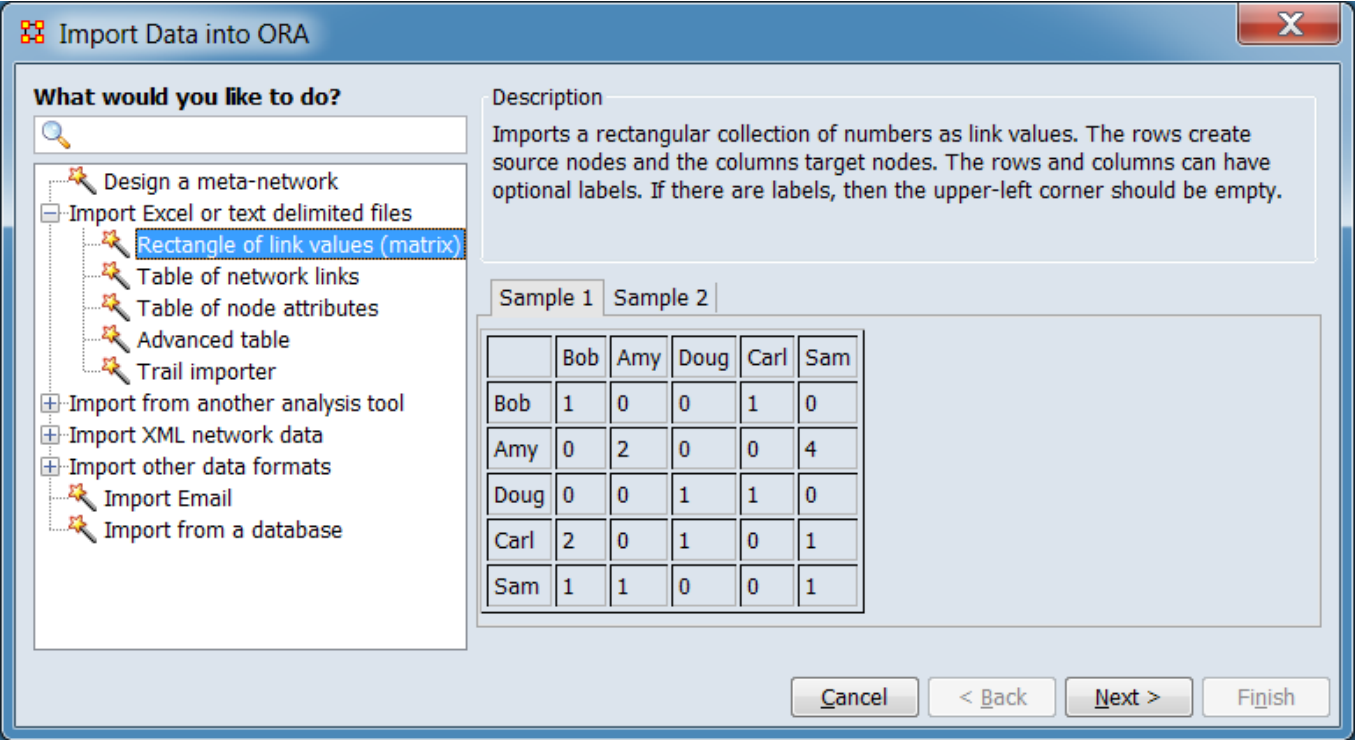 Import Data into ORA
X
What would you like to do?
Design a meta-network
Import Excel or text delimited files
Rectangle of link values (matrix)
Table of network links
Table of node attributes
Advanced table
Trail importer
Import from another analysis tool
Import XML network data
Import other data formats
Import Email
Import from a database
Description
Imports a rectangular collection of numbers as link values. The rows create
source nodes and the columns target nodes. The rows and columns can have
optional labels. If there are labels, then the upper-left corner should be empty.
Sample 1 Sample 2
Bob Amy Doug Carl Sam
Bob 1 0 0 1 0
Amy 0 2 0 0 4
Doug 0 0 1 1 0
Carl 2 0 1 0 1
Sam 1 1 0 0 1
Cancel < Back Next > Finish